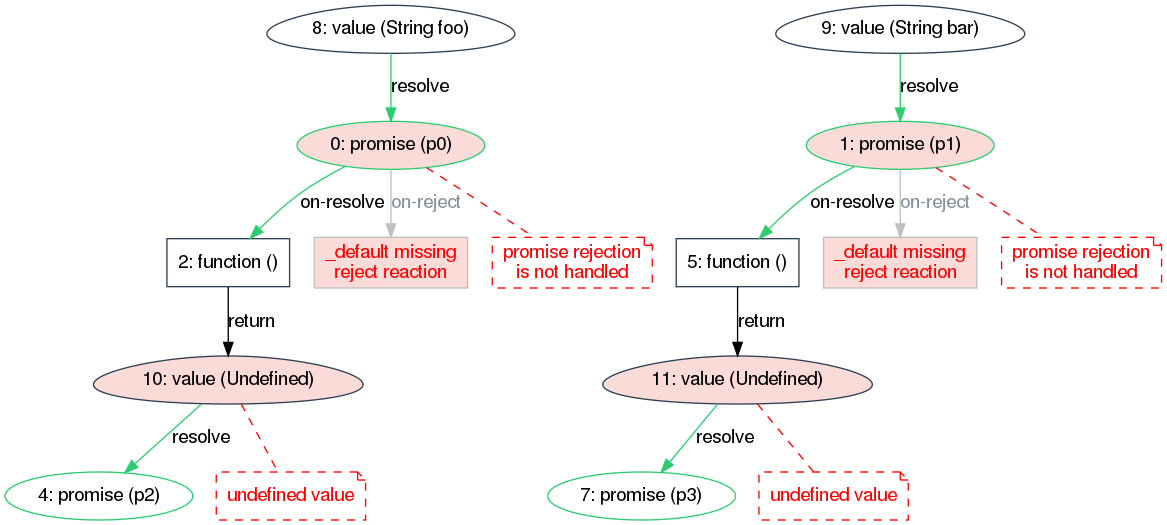 8: value (String foo)
9: value (String bar)
resolve
resolve
0: promise (p0)
1: promise (p1)
on-resolve
on-reject
on-resolve
on-reject
2: function ()
_default missing
reject reaction
promise rejection
is not handled
5: function ()
_default missing
reject reaction
promise rejection
is not handled
return
return
10: value (Undefined)
11: value (Undefined)
resolve
resolve
4: promise (p2)
undefined value
7: promise (p3)
undefined value